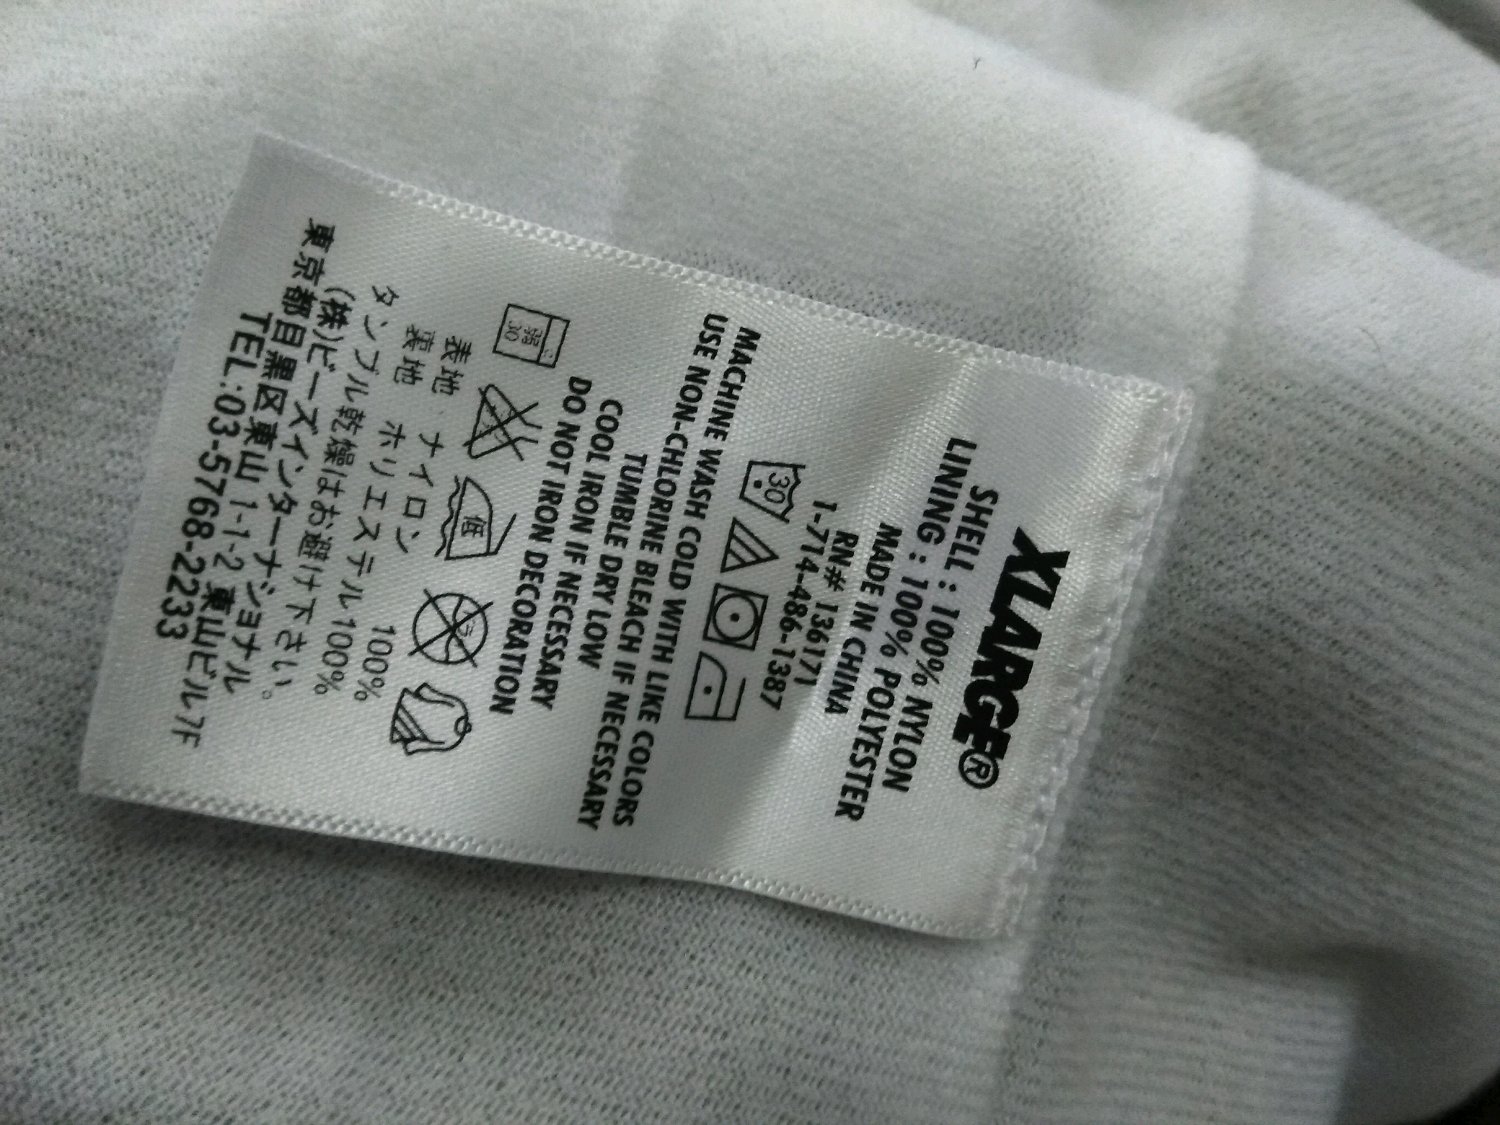 XLARGE®
SHELL : 100% NYLON
LINING : 100% POLYESTER
MADE IN CHINA
RN# 136171
1-714-486-1387
30
MACHINE WASH COLD WITH LIKE COLORS
USE NON-CHLORINE BLEACH IF NECESSARY
TUMBLE DRY LOW
COOL IRON IF NECESSARY
DO NOT IRON DECORATION
弱 30 低
表地 ナイロン 100%
裏地 ポリエステル100%
タンブル乾燥はお避け下さい。
(株)ビーズインターナショナル
東京都目黒区東山 1-1-2 東山ビル 7F
TEL:03-5768-2233